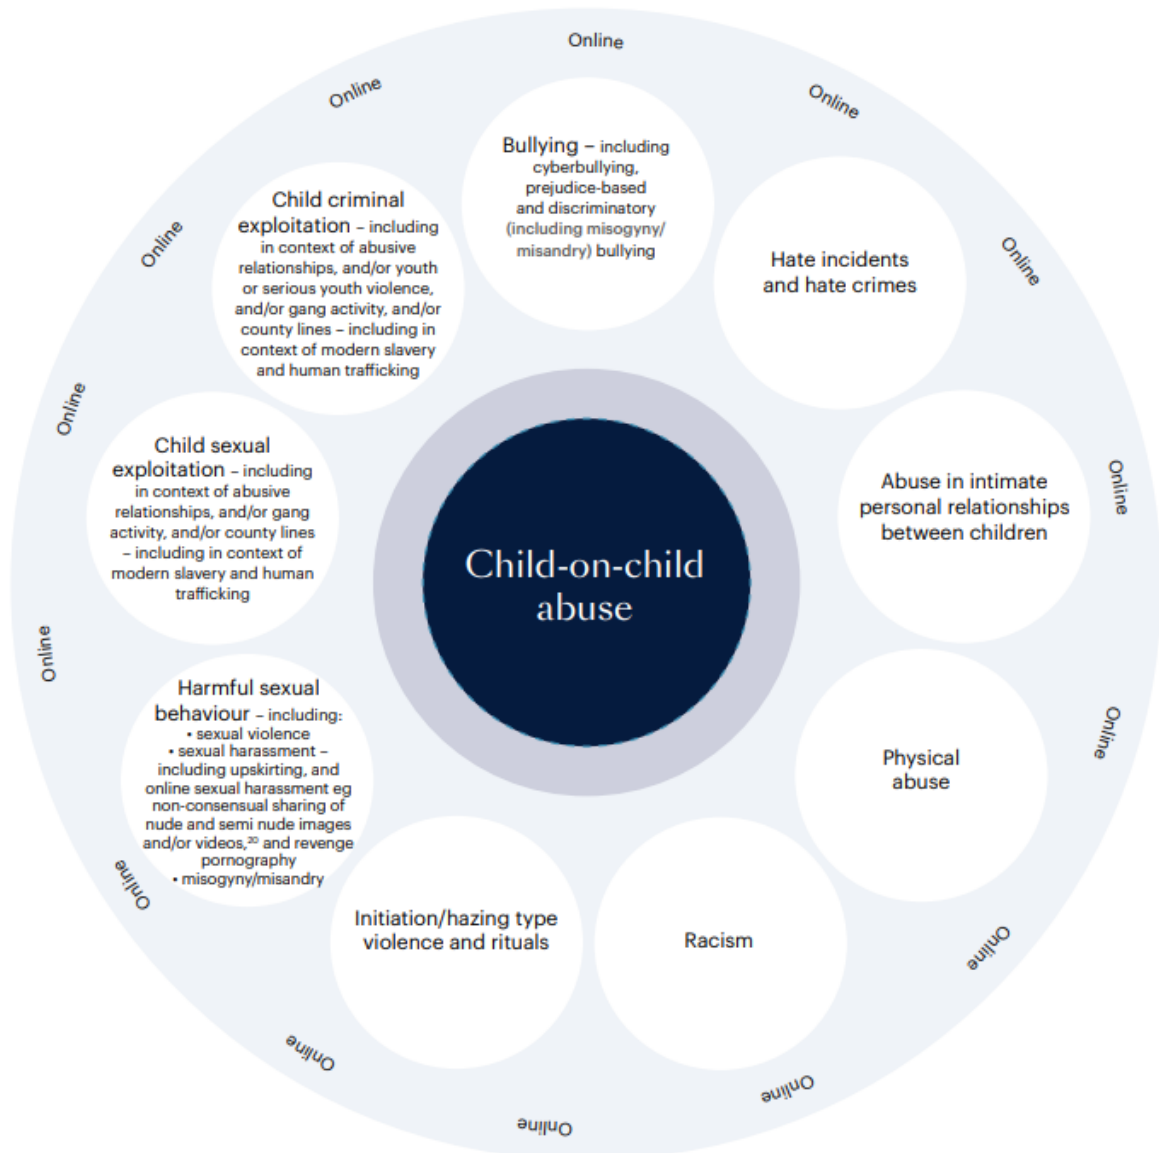 Online
Online
Online
Bullying – including
cyberbullying,
prejudice-based
and discriminatory
(including misogyny/
misandry) bullying
Child criminal
exploitation – including
in context of abusive
relationships, and/or youth
or serious youth violence,
and/or gang activity, and/or
county lines – including in
context of modern slavery
and human trafficking
Online
Online
Hate incidents
and hate crimes
Online
Child sexual
exploitation – including
in context of abusive
relationships, and/or gang
activity, and/or county lines
– including in context of
modern slavery and human
trafficking
Online
Abuse in intimate
personal relationships
between children
Child-on-child
abuse
Online
Harmful sexual
behaviour – including:
• sexual violence
• sexual harassment –
including upskirting, and
online sexual harassment eg
non-consensual sharing of
nude and semi nude images
and/or videos,²⁰ and revenge
pornography
• misogyny/misandry
Online
Physical
abuse
Online
Initiation/hazing type
violence and rituals
Racism
Online
Online
Online
Online